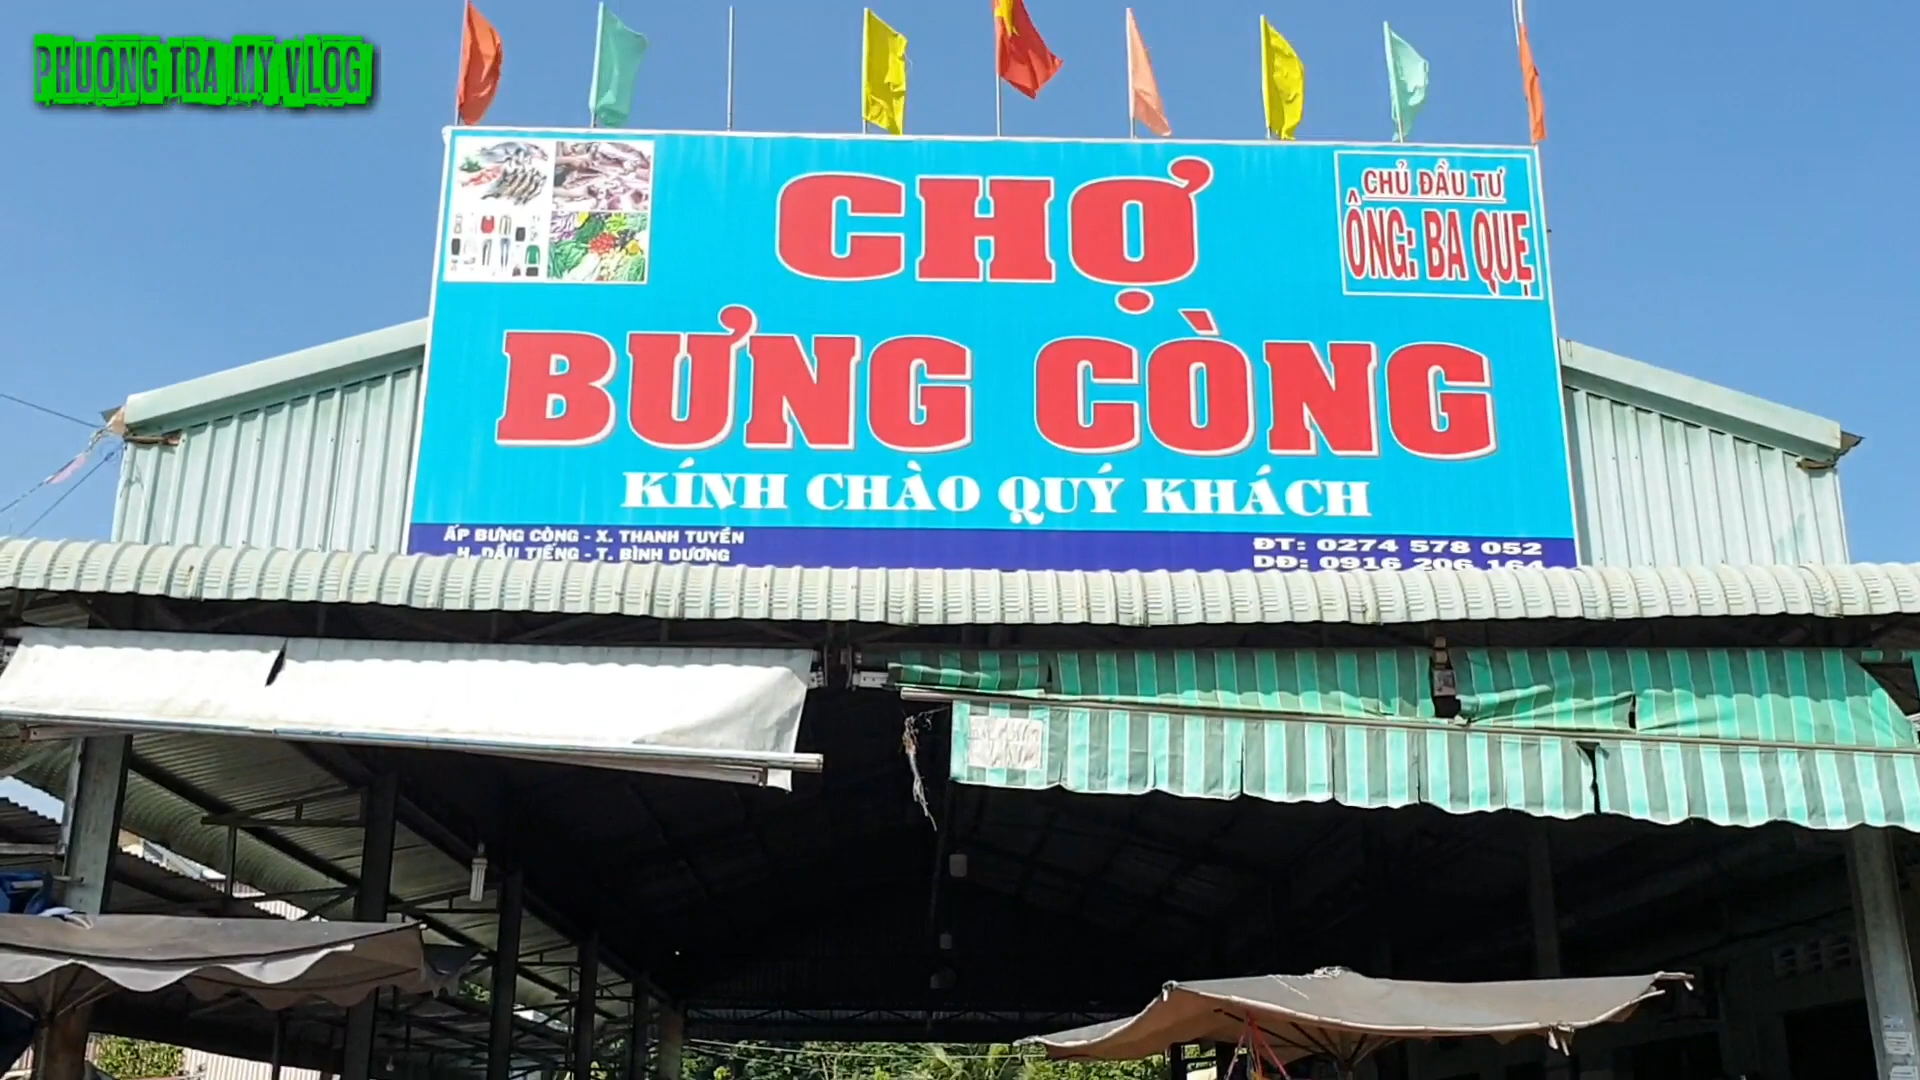 PHUONG TRA MY VLOG
CHỢ
BƯNG CÒNG
KÍNH CHÀO QUÝ KHÁCH
CHỦ ĐẦU TƯ
ÔNG: BA QUẸ
ẤP BƯNG CÒNG - X. THANH TUYỀN
H. DẦU TIẾNG - T. BÌNH DƯƠNG
ĐT: 0274 578 052
DĐ: 0916 206 164